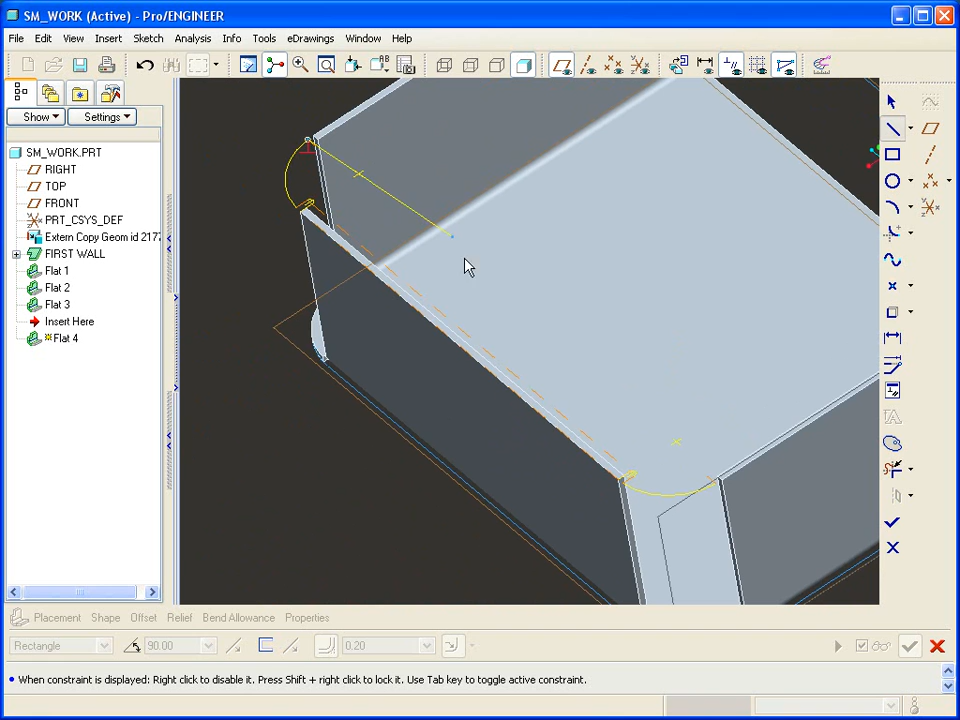 SM_WORK (Active) - Pro/ENGINEER
File Edit View Insert Sketch Analysis Info Tools eDrawings Window Help
Show Settings
SM_WORK.PRT
RIGHT
TOP
FRONT
PRT_CSYS_DEF
Extern Copy Geom id 2177
FIRST WALL
Flat 1
Flat 2
Flat 3
Insert Here
Flat 4
Placement Shape Offset Relief Bend Allowance Properties
Rectangle 90.00 0.20
When constraint is displayed: Right click to disable it. Press Shift + right click to lock it. Use Tab key to toggle active constraint.